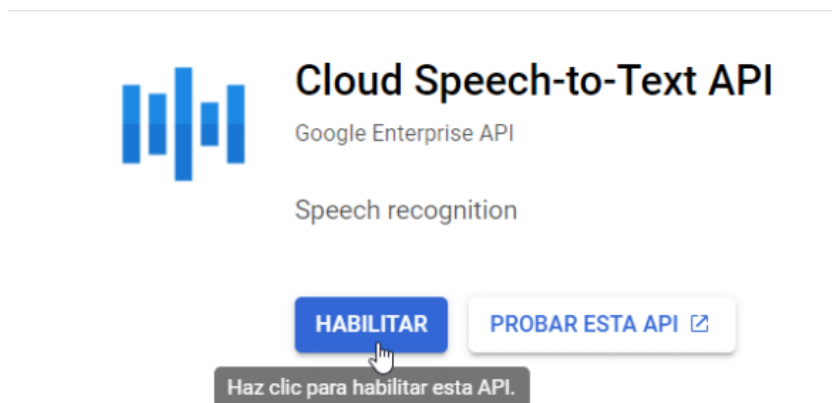 Cloud Speech-to-Text API
Google Enterprise API
Speech recognition
HABILITAR
PROBAR ESTA API
Haz clic para habilitar esta API.